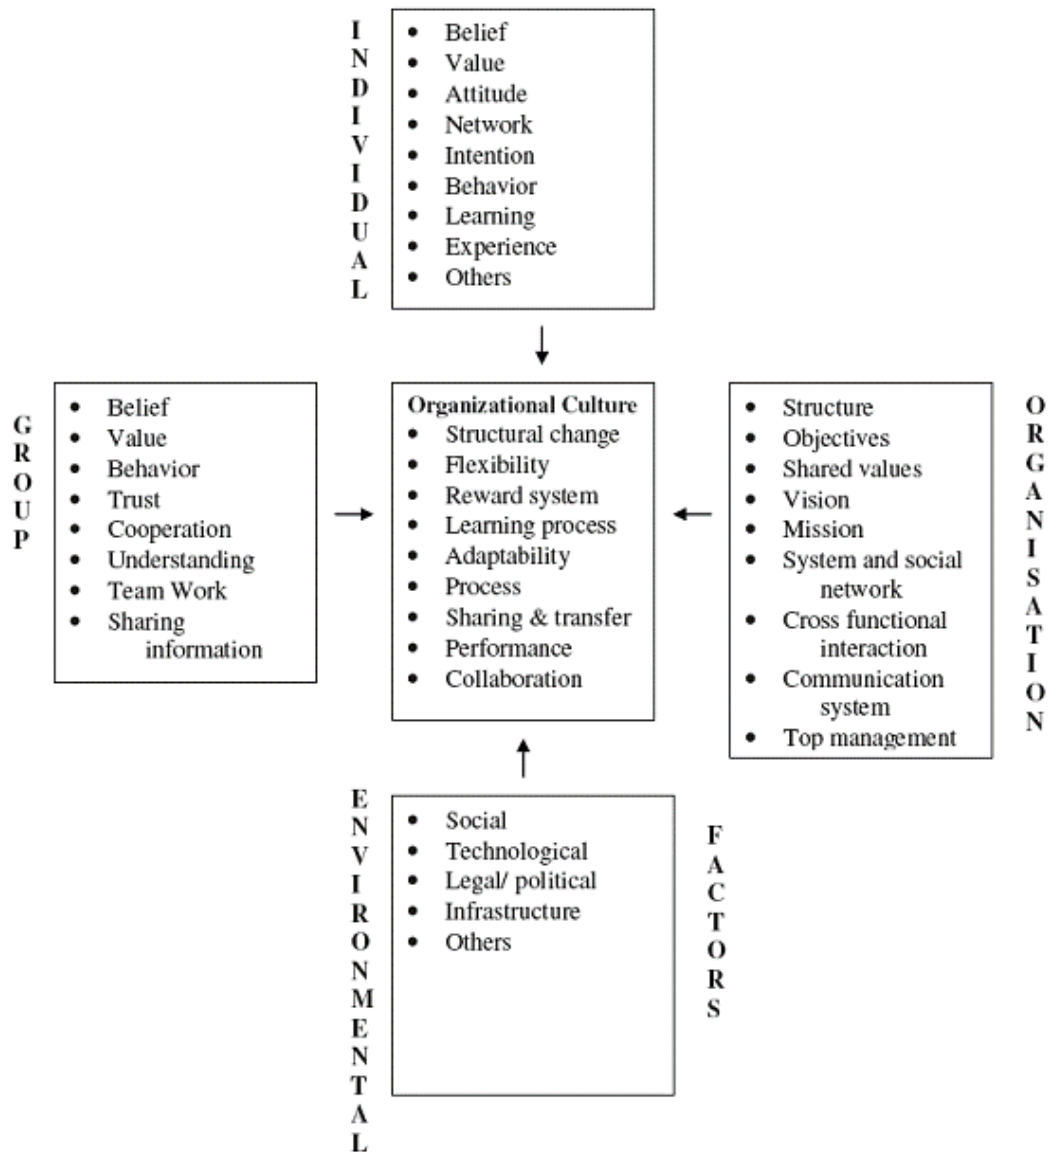 INDIVIDUAL
• Belief
• Value
• Attitude
• Network
• Intention
• Behavior
• Learning
• Experience
• Others
GROUP
• Belief
• Value
• Behavior
• Trust
• Cooperation
• Understanding
• Team Work
• Sharing
information
Organizational Culture
• Structural change
• Flexibility
• Reward system
• Learning process
• Adaptability
• Process
• Sharing & transfer
• Performance
• Collaboration
• Structure
• Objectives
• Shared values
• Vision
• Mission
• System and social
network
• Cross functional
interaction
• Communication
system
• Top management
ORGANISATION
ENVIRONMENTAL
• Social
• Technological
• Legal/ political
• Infrastructure
• Others
FACTORS